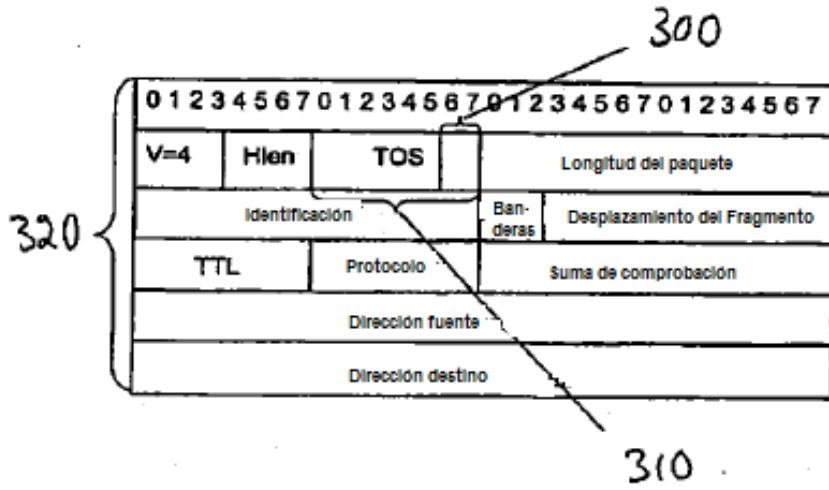 300
0 1 2 3 4 5 6 7 0 1 2 3 4 5 6 7 0 1 2 3 4 5 6 7 0 1 2 3 4 5 6 7
V=4 Hlen TOS Longitud del paquete
Identificación Ban-
deras Desplazamiento del Fragmento
320
TTL Protocolo Suma de comprobación
Dirección fuente
Dirección destino
310